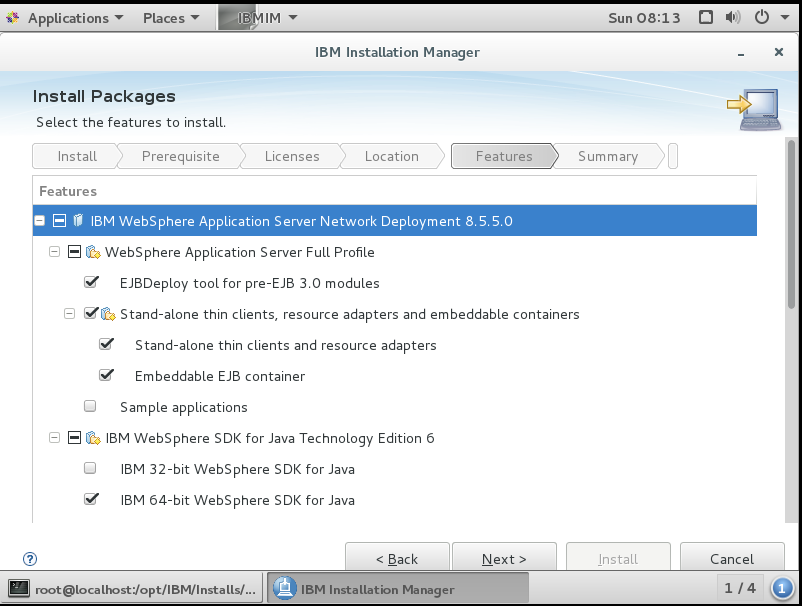 Applications Places IBMIM Sun 08:13
IBM Installation Manager
Install Packages
Select the features to install.
Install Prerequisite Licenses Location Features Summary
Features
IBM WebSphere Application Server Network Deployment 8.5.5.0
WebSphere Application Server Full Profile
EJBDeploy tool for pre-EJB 3.0 modules
Stand-alone thin clients, resource adapters and embeddable containers
Stand-alone thin clients and resource adapters
Embeddable EJB container
Sample applications
IBM WebSphere SDK for Java Technology Edition 6
IBM 32-bit WebSphere SDK for Java
IBM 64-bit WebSphere SDK for Java
? < Back Next > Install Cancel
root@localhost:/opt/IBM/Installs/... IBM Installation Manager 1 / 4 1